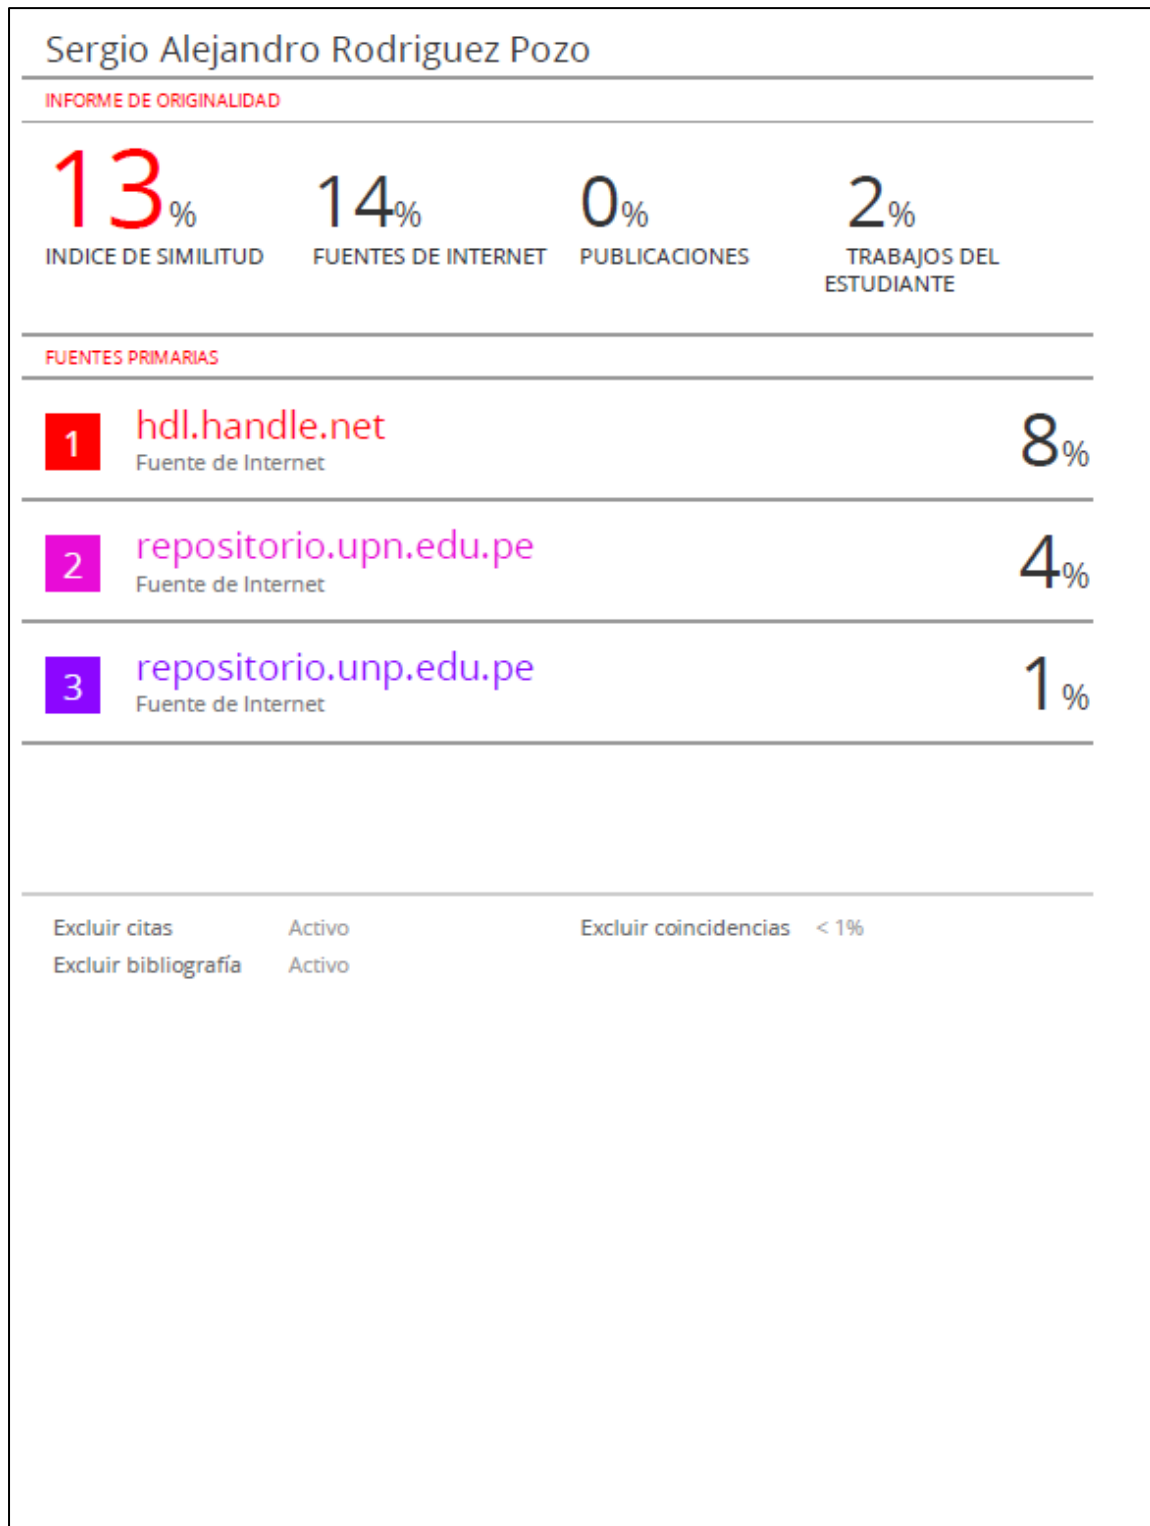 Sergio Alejandro Rodriguez Pozo
INFORME DE ORIGINALIDAD
13% 14% 0% 2%
INDICE DE SIMILITUD FUENTES DE INTERNET PUBLICACIONES TRABAJOS DEL
ESTUDIANTE
FUENTES PRIMARIAS
1 hdl.handle.net 8%
Fuente de Internet
2 repositorio.upn.edu.pe 4%
Fuente de Internet
3 repositorio.unp.edu.pe 1%
Fuente de Internet
Excluir citas Activo Excluir coincidencias < 1%
Excluir bibliografía Activo